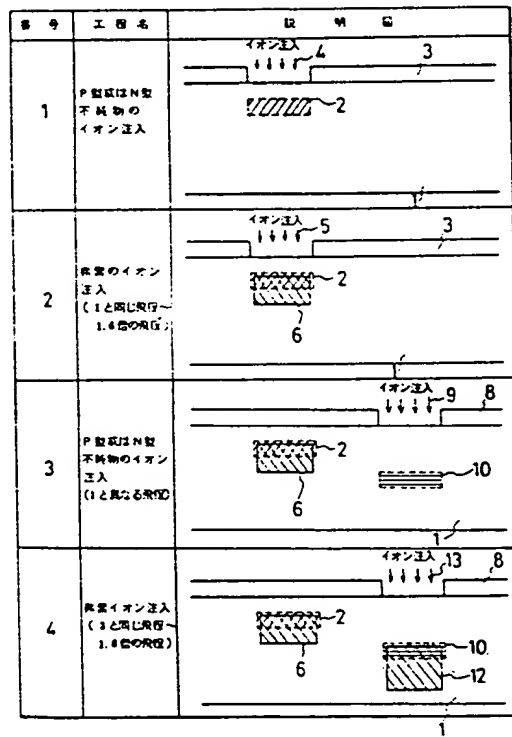 番号 工程名 説明図
1
P型或はN型
不純物の
イオン注入
イオン注入
4
3
2
2
のイオン
注入
(1と同じ飛程〜
1.6倍の飛程)
イオン注入
5
3
2
6
3
P型或はN型
不純物のイオン
注入
(1と異なる飛程)
イオン注入
9
8
2
6
10
1
4
イオン注入
(3と同じ飛程〜
1.6倍の飛程)
イオン注入
13
8
2
6
10
12
1